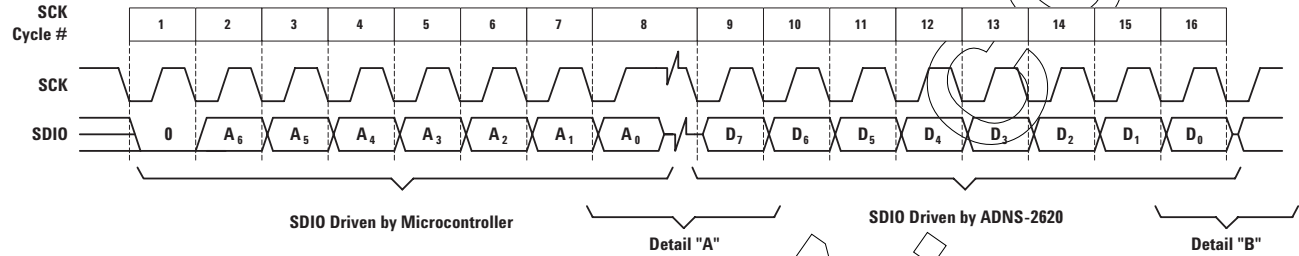 SCK
Cycle # 1 2 3 4 5 6 7 8 9 10 11 12 13 14 15 16
SCK
SDIO 0 A6 A5 A4 A3 A2 A1 A0 D7 D6 D5 D4 D3 D2 D1 D0
SDIO Driven by Microcontroller SDIO Driven by ADNS-2620
Detail "A" Detail "B"